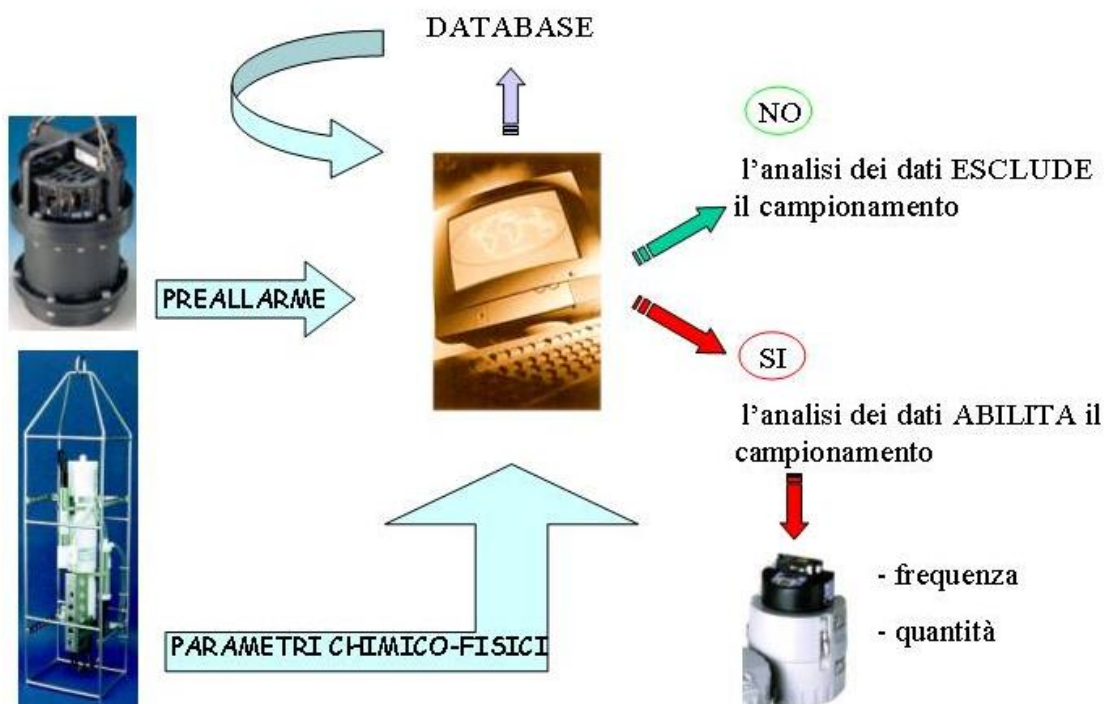 DATABASE
NO
l'analisi dei dati ESCLUDE
il campionamento
PREALLARME
SI
l'analisi dei dati ABILITA il
campionamento
- frequenza
- quantità
PARAMETRI CHIMICO-FISICI